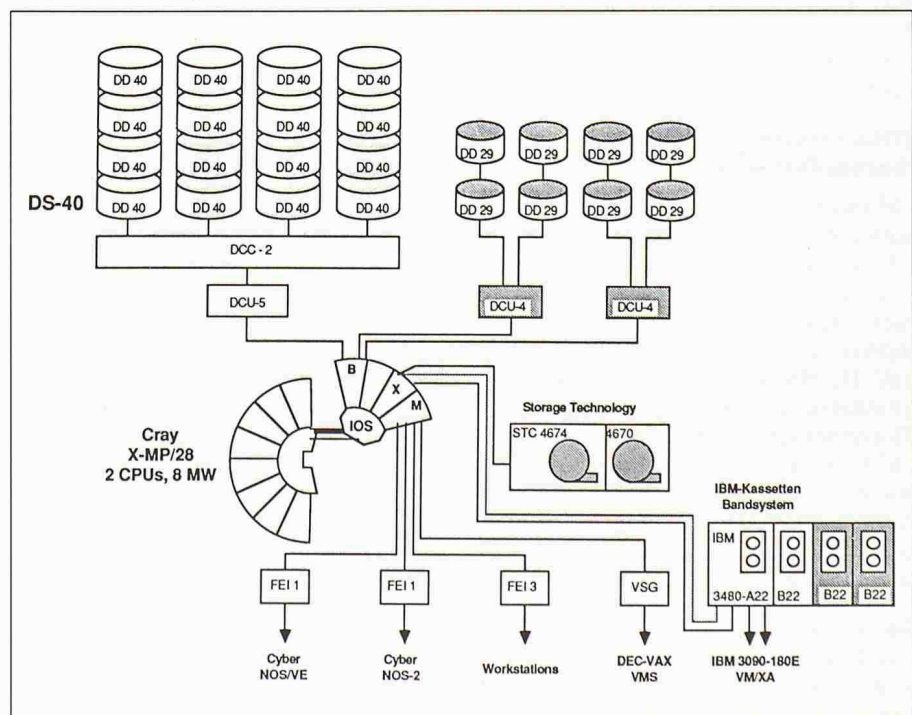 DD 40 DD 40 DD 40 DD 40
DD 40 DD 40 DD 40 DD 40
DD 40 DD 40 DD 40 DD 40
DD 40 DD 40 DD 40 DD 40
DS-40
DD 29 DD 29 DD 29 DD 29
DD 29 DD 29 DD 29 DD 29
DCC - 2
DCU-5
DCU-4
DCU-4
B
X
M
IOS
Cray
X-MP/28
2 CPUs, 8 MW
Storage Technology
STC 4674
4670
IBM-Kassetten
Bandsystem
IBM
3480-A22
B22
B22
B22
FEI 1
FEI 1
FEI 3
VSG
Cyber
NOS/VE
Cyber
NOS-2
Workstations
DEC-VAX
VMS
IBM 3090-180E
VM/XA